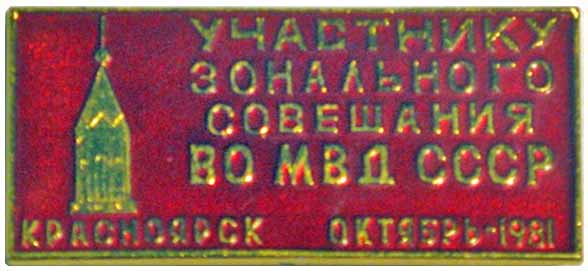 УЧАСТНИКУ
ЗОНАЛЬНОГО
СОВЕЩАНИЯ
ВО МВД СССР
КРАСНОЯРСК ОКТЯБРЬ-1981